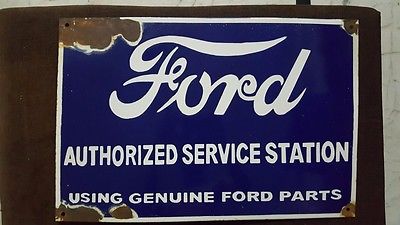 Ford
AUTHORIZED SERVICE STATION
USING GENUINE FORD PARTS